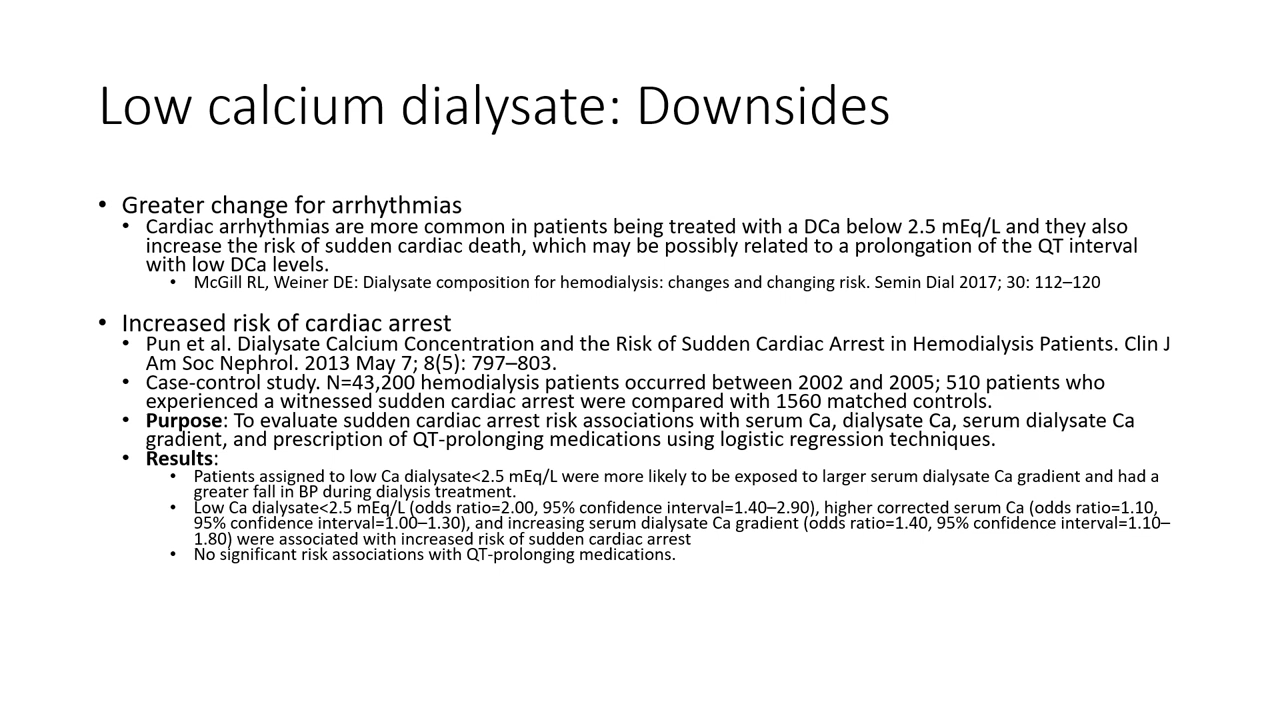 Low calcium dialysate: Downsides
• Greater change for arrhythmias
• Cardiac arrhythmias are more common in patients being treated with a DCa below 2.5 mEq/L and they also
increase the risk of sudden cardiac death, which may be possibly related to a prolongation of the QT interval
with low DCa levels.
• McGill RL, Weiner DE: Dialysate composition for hemodialysis: changes and changing risk. Semin Dial 2017; 30: 112–120
• Increased risk of cardiac arrest
• Pun et al. Dialysate Calcium Concentration and the Risk of Sudden Cardiac Arrest in Hemodialysis Patients. Clin J
Am Soc Nephrol. 2013 May 7; 8(5): 797–803.
• Case-control study. N=43,200 hemodialysis patients occurred between 2002 and 2005; 510 patients who
experienced a witnessed sudden cardiac arrest were compared with 1560 matched controls.
• Purpose: To evaluate sudden cardiac arrest risk associations with serum Ca, dialysate Ca, serum dialysate Ca
gradient, and prescription of QT-prolonging medications using logistic regression techniques.
• Results:
• Patients assigned to low Ca dialysate<2.5 mEq/L were more likely to be exposed to larger serum dialysate Ca gradient and had a
greater fall in BP during dialysis treatment.
• Low Ca dialysate<2.5 mEq/L (odds ratio=2.00, 95% confidence interval=1.40–2.90), higher corrected serum Ca (odds ratio=1.10,
95% confidence interval=1.00–1.30), and increasing serum dialysate Ca gradient (odds ratio=1.40, 95% confidence interval=1.10–
1.80) were associated with increased risk of sudden cardiac arrest
• No significant risk associations with QT-prolonging medications.